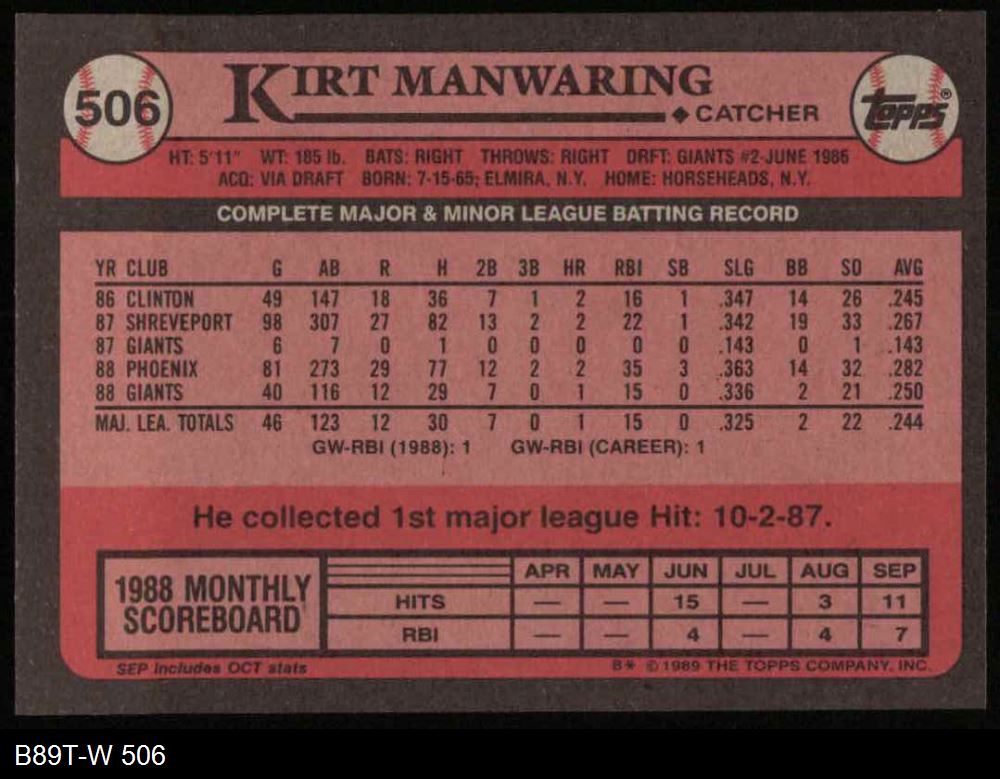 506
KIRT MANWARING
CATCHER
Topps®
HT: 5'11" WT: 185 lb. BATS: RIGHT THROWS: RIGHT DRFT: GIANTS #2-JUNE 1986
ACQ: VIA DRAFT BORN: 7-15-65; ELMIRA, N.Y. HOME: HORSEHEADS, N.Y.
COMPLETE MAJOR & MINOR LEAGUE BATTING RECORD
YR CLUB G AB R H 2B 3B HR RBI SB SLG BB SO AVG
86 CLINTON 49 147 18 36 7 1 2 16 1 .347 14 26 .245
87 SHREVEPORT 98 307 27 82 13 2 2 22 1 .342 19 33 .267
87 GIANTS 6 7 0 1 0 0 0 0 0 .143 0 1 .143
88 PHOENIX 81 273 29 77 12 2 2 35 3 .363 14 32 .282
88 GIANTS 40 116 12 29 7 0 1 15 0 .336 2 21 .250
MAJ. LEA. TOTALS 46 123 12 30 7 0 1 15 0 .325 2 22 .244
GW-RBI (1988): 1 GW-RBI (CAREER): 1
He collected 1st major league Hit: 10-2-87.
1988 MONTHLY SCOREBOARD
APR MAY JUN JUL AUG SEP
HITS — — 15 — 3 11
RBI — — 4 — 4 7
SEP Includes OCT stats
B* © 1989 THE TOPPS COMPANY, INC.
B89T-W 506